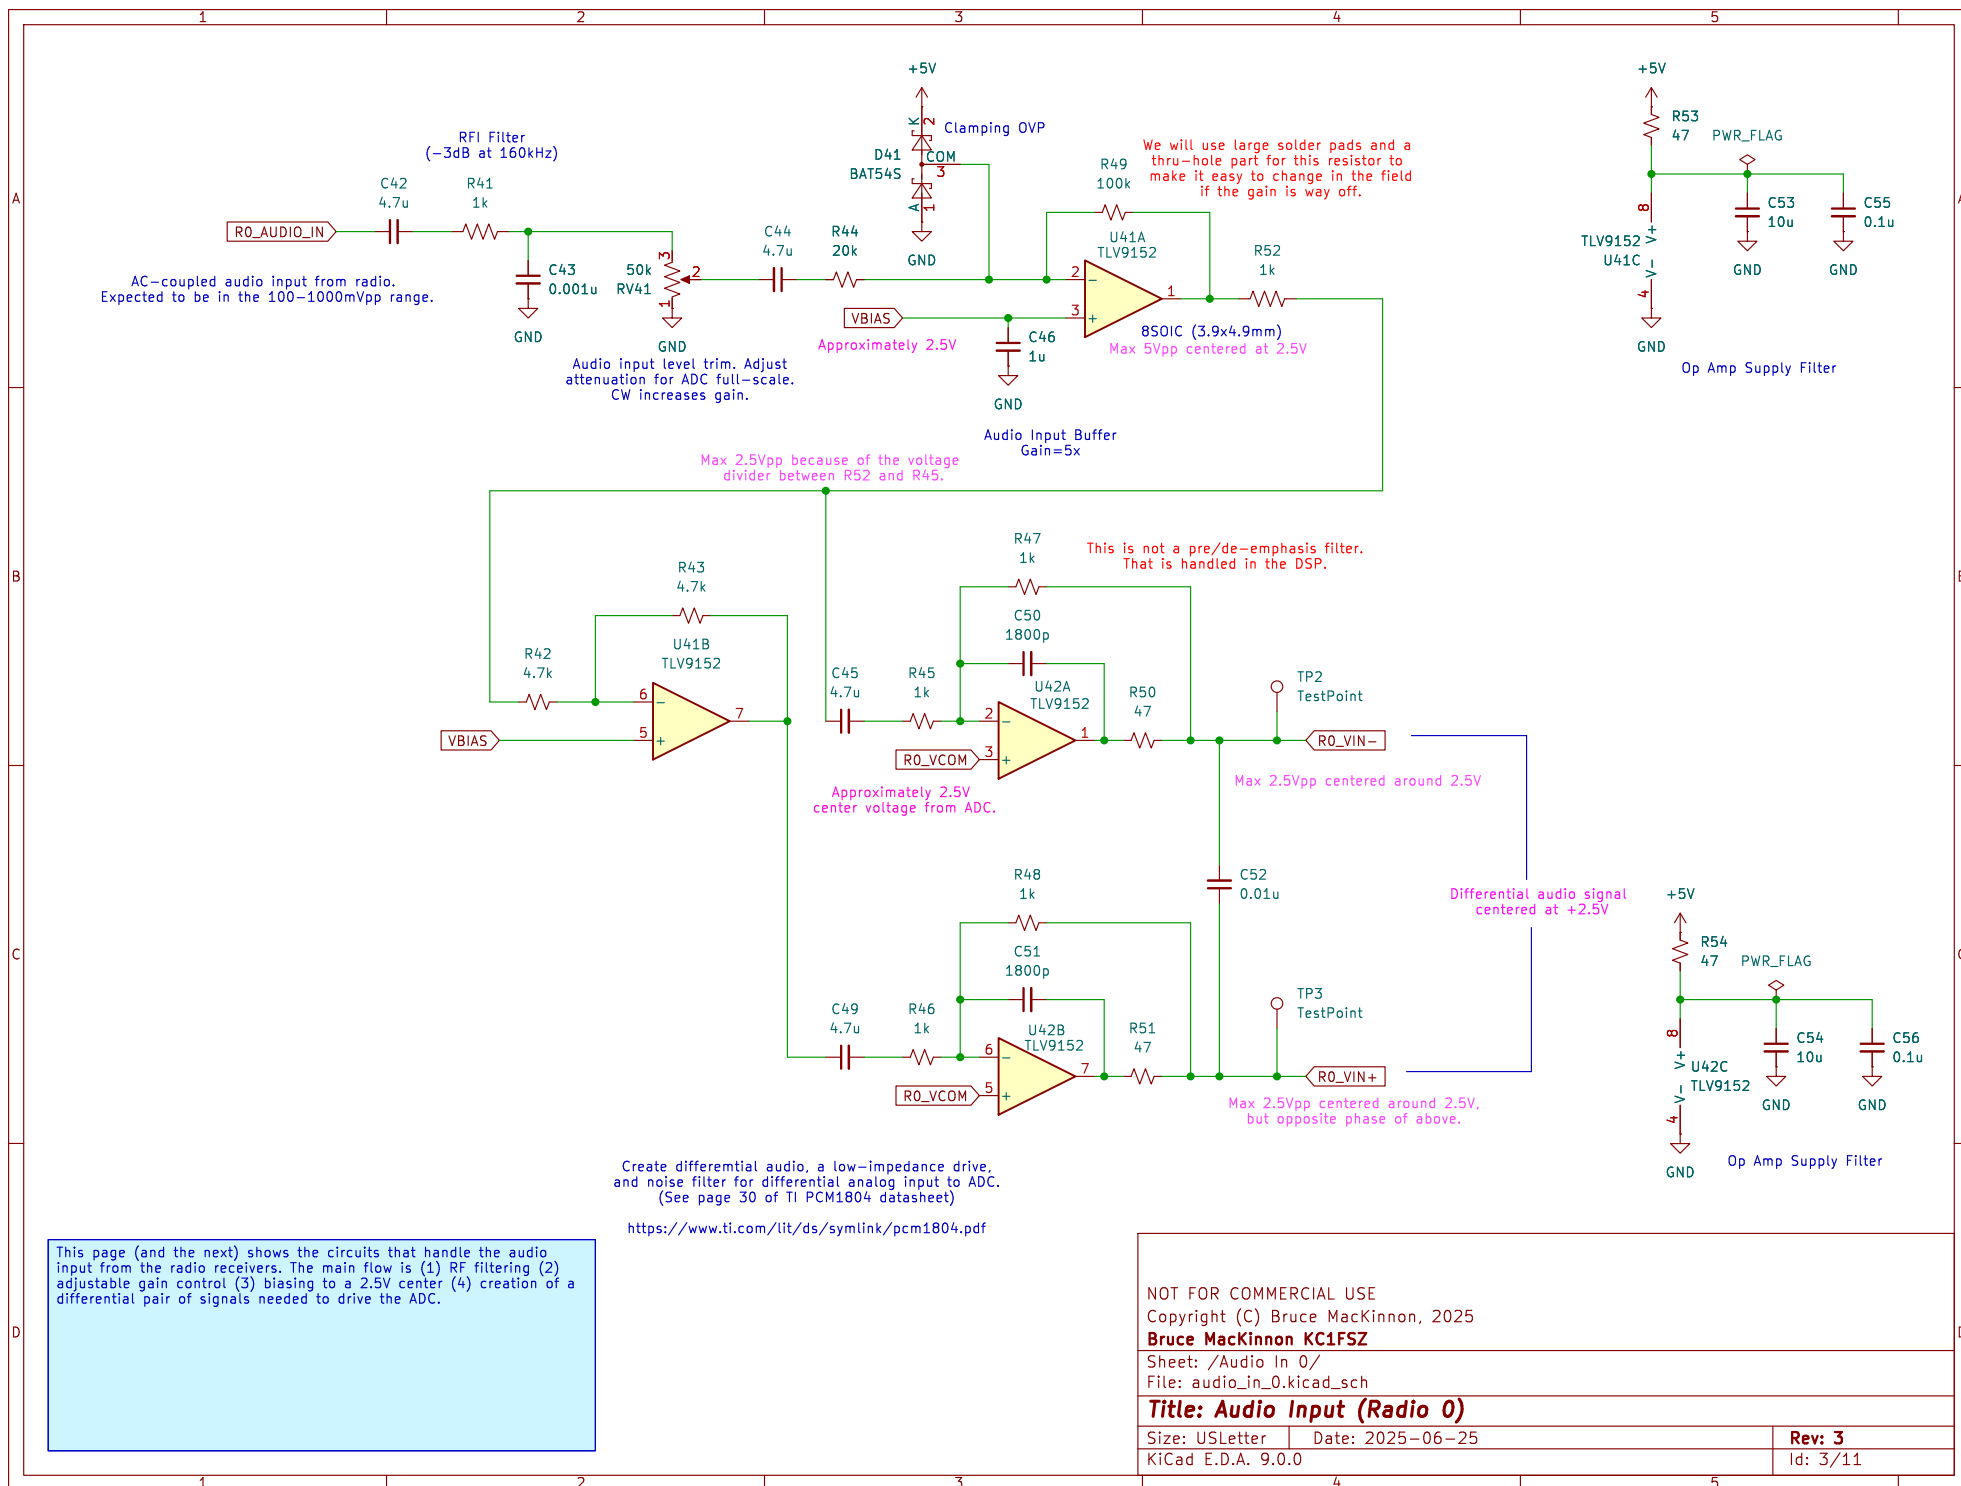 1 2 3 4 5
A
B
C
D
+5V
K
2
Clamping OVP
D41
BAT54S
COM
3
A
1
GND
RFI Filter
(-3dB at 160kHz)
C42
4.7u
R41
1k
R0_AUDIO_IN
AC-coupled audio input from radio.
Expected to be in the 100-1000mVpp range.
C43
0.001u
GND
50k
RV41
3
2
1
GND
Audio input level trim. Adjust
attenuation for ADC full-scale.
CW increases gain.
C44
4.7u
R44
20k
VBIAS
Approximately 2.5V
C46
1u
GND
R49
100k
U41A
TLV9152
2
3
1
-
+
We will use large solder pads and a
thru-hole part for this resistor to
make it easy to change in the field
if the gain is way off.
R52
1k
8SOIC (3.9x4.9mm)
Max 5Vpp centered at 2.5V
Audio Input Buffer
Gain=5x
+5V
R53
47
PWR_FLAG
8
V+
TLV9152
U41C
V-
4
GND
C53
10u
GND
C55
0.1u
GND
Op Amp Supply Filter
Max 2.5Vpp because of the voltage
divider between R52 and R45.
R43
4.7k
U41B
TLV9152
R42
4.7k
6
5
7
-
+
VBIAS
R47
1k
This is not a pre/de-emphasis filter.
That is handled in the DSP.
C50
1800p
C45
4.7u
R45
1k
U42A
TLV9152
2
3
1
-
+
R0_VCOM
Approximately 2.5V
center voltage from ADC.
R50
47
TP2
TestPoint
R0_VIN-
Max 2.5Vpp centered around 2.5V
C52
0.01u
Differential audio signal
centered at +2.5V
R48
1k
C51
1800p
C49
4.7u
R46
1k
U42B
TLV9152
6
5
7
-
+
R0_VCOM
R51
47
TP3
TestPoint
R0_VIN+
Max 2.5Vpp centered around 2.5V,
but opposite phase of above.
+5V
R54
47
PWR_FLAG
8
V+
U42C
TLV9152
V-
4
GND
C54
10u
GND
C56
0.1u
GND
Op Amp Supply Filter
Create differemtial audio, a low-impedance drive,
and noise filter for differential analog input to ADC.
(See page 30 of TI PCM1804 datasheet)
https://www.ti.com/lit/ds/symlink/pcm1804.pdf
This page (and the next) shows the circuits that handle the audio
input from the radio receivers. The main flow is (1) RF filtering (2)
adjustable gain control (3) biasing to a 2.5V center (4) creation of a
differential pair of signals needed to drive the ADC.
NOT FOR COMMERCIAL USE
Copyright (C) Bruce MacKinnon, 2025
Bruce MacKinnon KC1FSZ
Sheet: /Audio In 0/
File: audio_in_0.kicad_sch
Title: Audio Input (Radio 0)
Size: USLetter Date: 2025-06-25 Rev: 3
KiCad E.D.A. 9.0.0 Id: 3/11
1 2 3 4 5